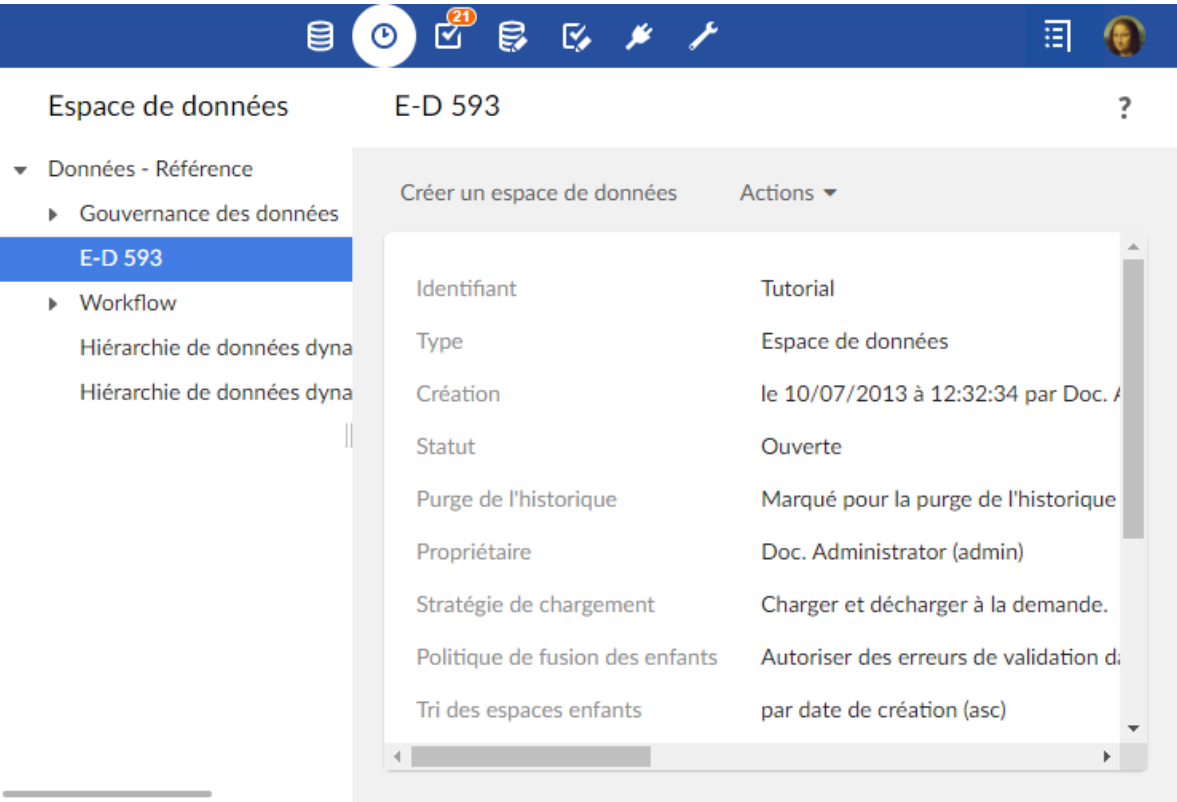 21
Espace de données
E-D 593
?
Données - Référence
Gouvernance des données
E-D 593
Workflow
Hiérarchie de données dyna
Hiérarchie de données dyna
Créer un espace de données Actions
Identifiant Tutorial
Type Espace de données
Création le 10/07/2013 à 12:32:34 par Doc.
Statut Ouverte
Purge de l'historique Marqué pour la purge de l'historique
Propriétaire Doc. Administrator (admin)
Stratégie de chargement Charger et décharger à la demande.
Politique de fusion des enfants Autoriser des erreurs de validation
Tri des espaces enfants par date de création (asc)